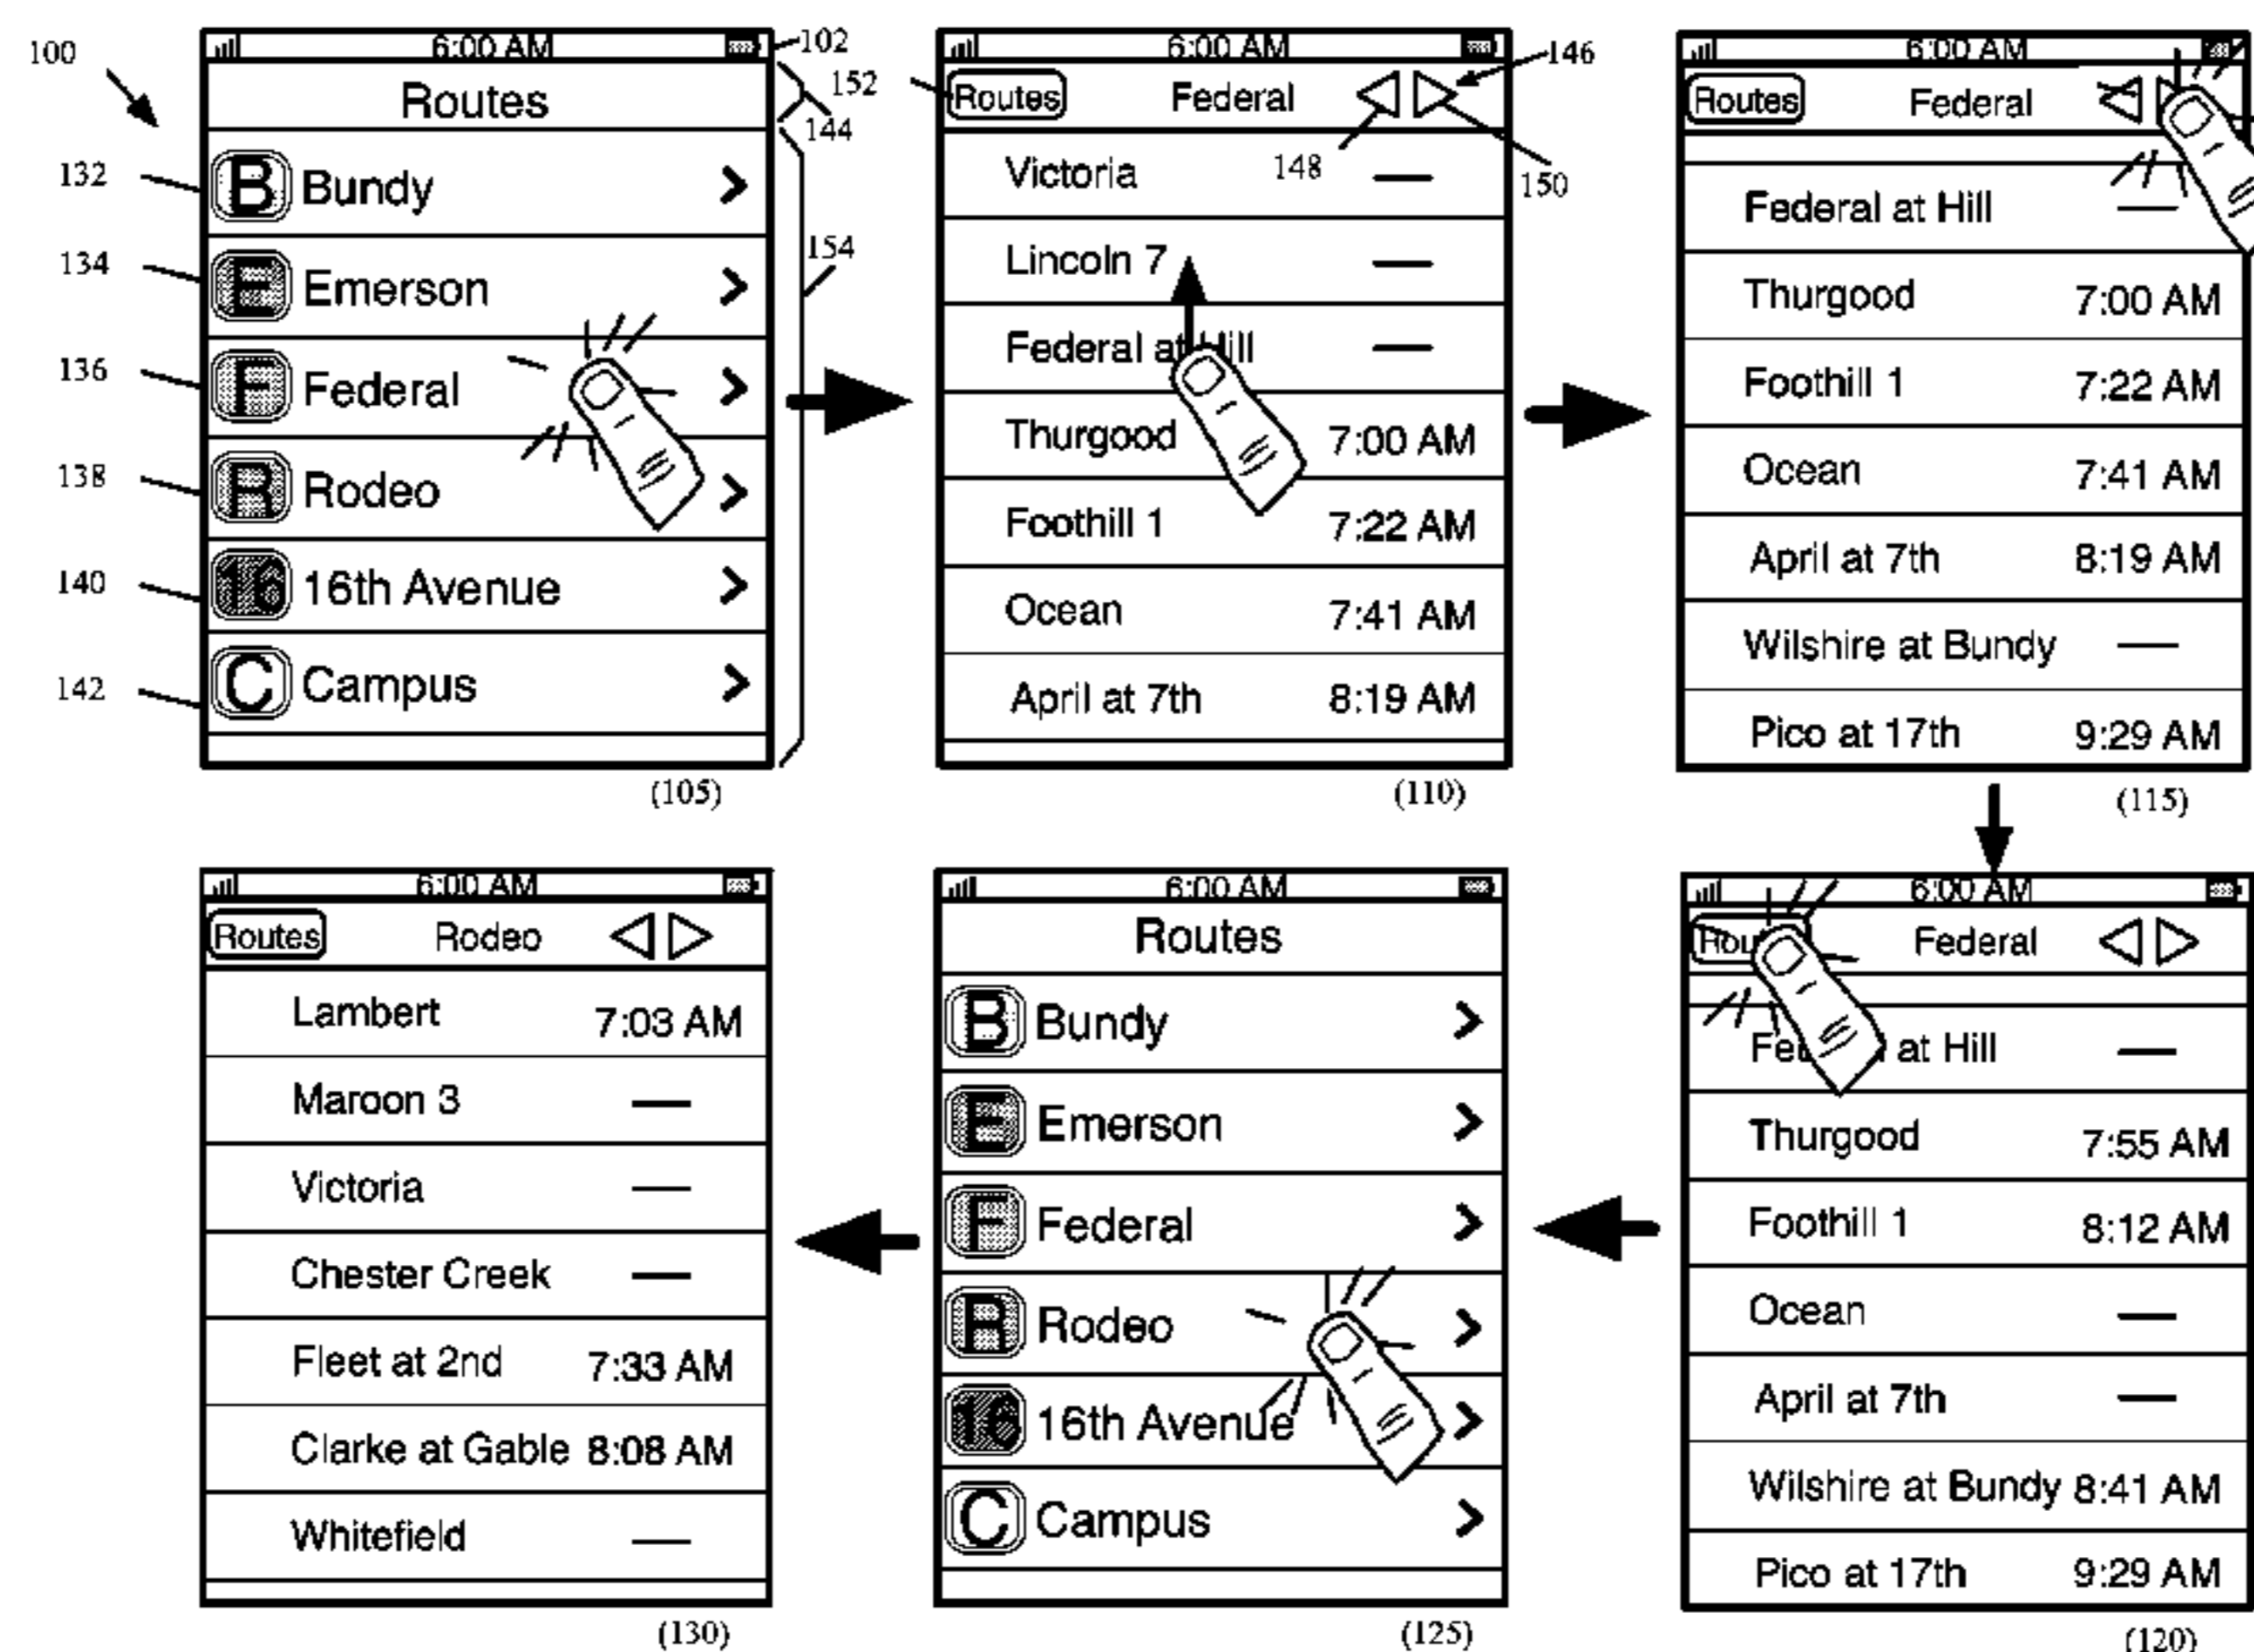 100
6:00 AM
102
Routes
144
132
B Bundy
134
E Emerson
154
136
F Federal
138
R Rodeo
140
16 16th Avenue
142
C Campus
(105)
6:00 AM
146
152
Routes Federal
148
150
Victoria —
Lincoln 7 —
Federal at Hill —
Thurgood 7:00 AM
Foothill 1 7:22 AM
Ocean 7:41 AM
April at 7th 8:19 AM
(110)
6:00 AM
Routes Federal
Federal at Hill —
Thurgood 7:00 AM
Foothill 1 7:22 AM
Ocean 7:41 AM
April at 7th 8:19 AM
Wilshire at Bundy —
Pico at 17th 9:29 AM
(115)
6:00 AM
Routes Rodeo
Lambert 7:03 AM
Maroon 3 —
Victoria —
Chester Creek —
Fleet at 2nd 7:33 AM
Clarke at Gable 8:08 AM
Whitefield —
(130)
6:00 AM
Routes
B Bundy
E Emerson
F Federal
R Rodeo
16 16th Avenue
C Campus
(125)
6:00 AM
Federal
at Hill —
Thurgood 7:55 AM
Foothill 1 8:12 AM
Ocean —
April at 7th —
Wilshire at Bundy 8:41 AM
Pico at 17th 9:29 AM
(120)